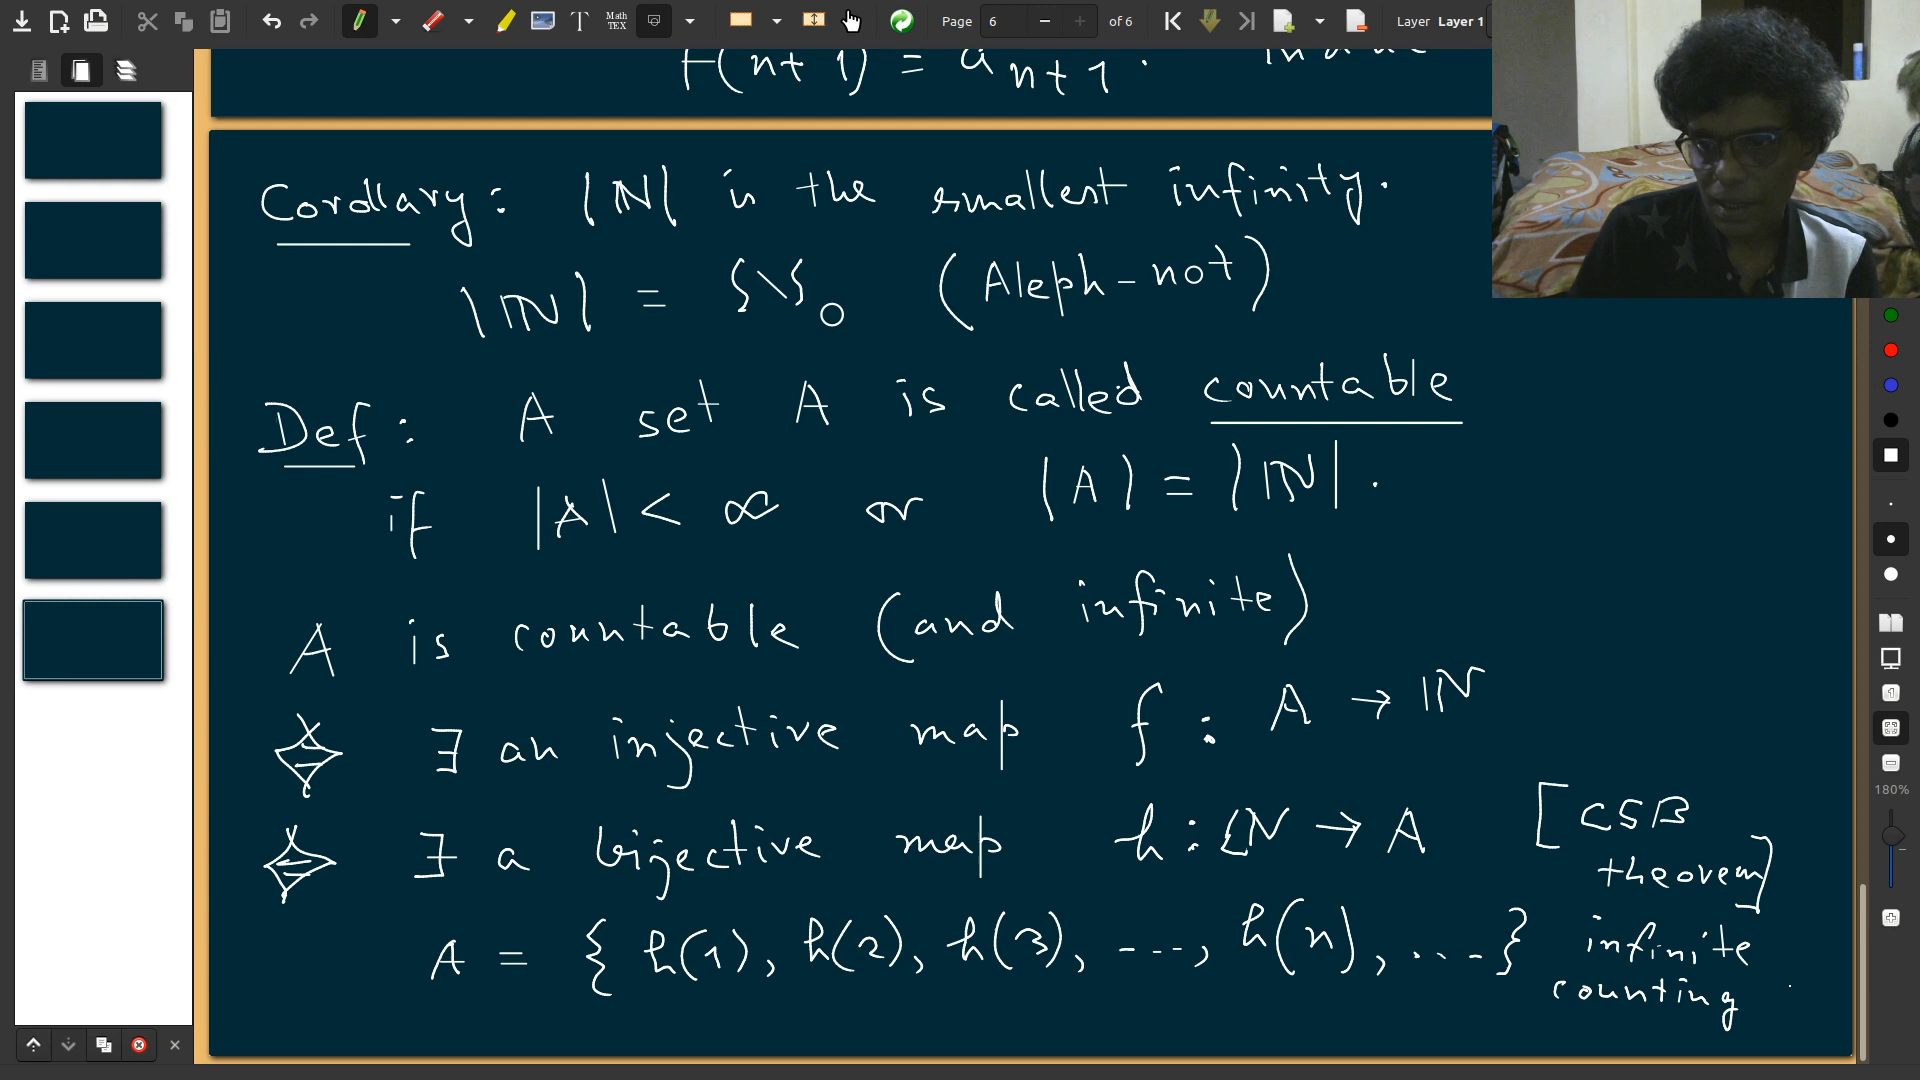 Page 6 of 6 Layer Layer 1
Math TEX
F(n+1) = a n+1 .
Corollary: |ℕ| is the smallest infinity.
|ℕ| = ℵ0 (Aleph-not)
Def: A set A is called countable
if |A| < ∞ or |A| = |ℕ|.
A is countable (and infinite)
∃ an injective map f : A → ℕ
∃ a bijective map h : ℕ → A [CSB
theorem]
A = { h(1), h(2), h(3), ---, h(n), ... } infinite
counting
180%